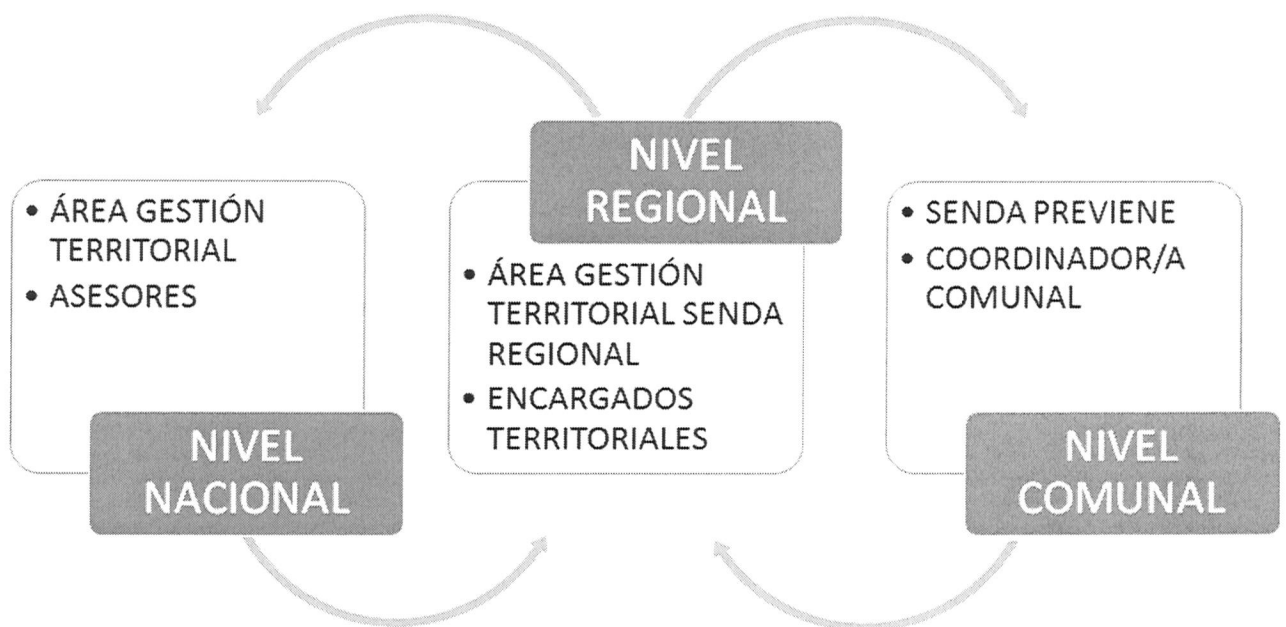 • ÁREA GESTIÓN
TERRITORIAL
• ASESORES
NIVEL
NACIONAL
NIVEL
REGIONAL
• ÁREA GESTIÓN
TERRITORIAL SENDA
REGIONAL
• ENCARGADOS
TERRITORIALES
• SENDA PREVIENE
• COORDINADOR/A
COMUNAL
NIVEL
COMUNAL